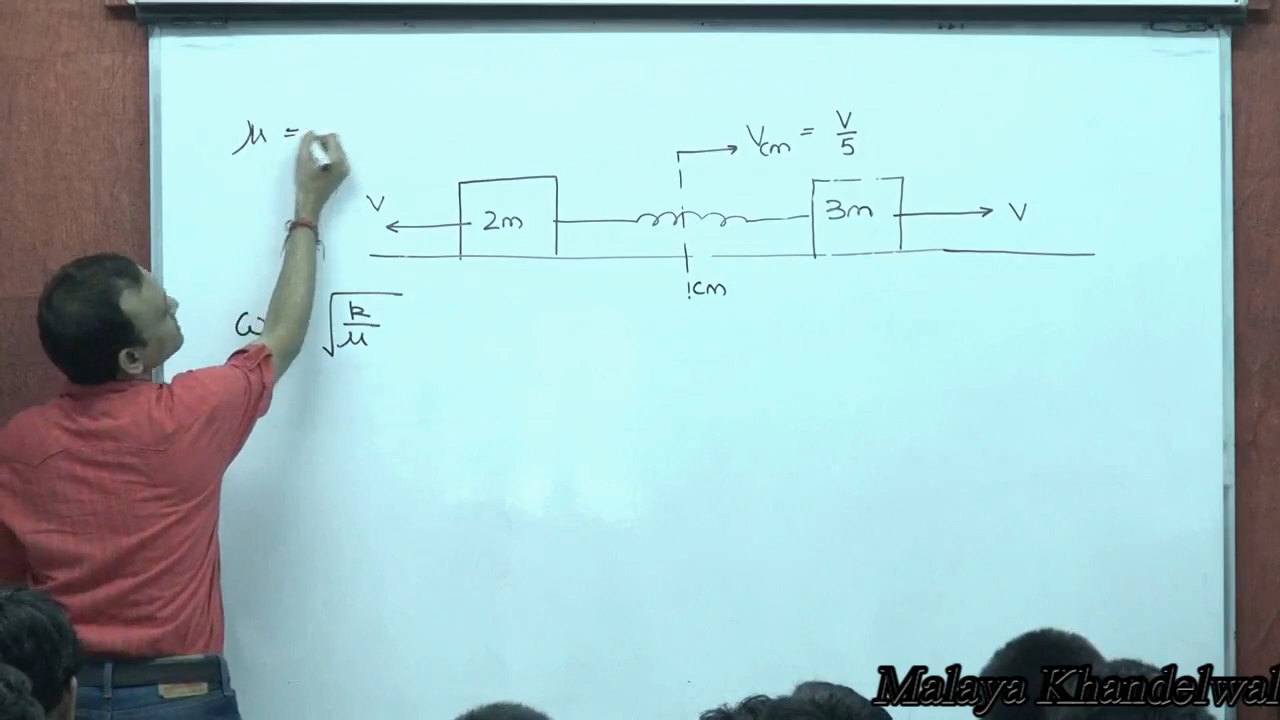 μ =
V_cm = V/5
V
2m
3m
V
cm
√(k/μ)
Malaya Khandelwal